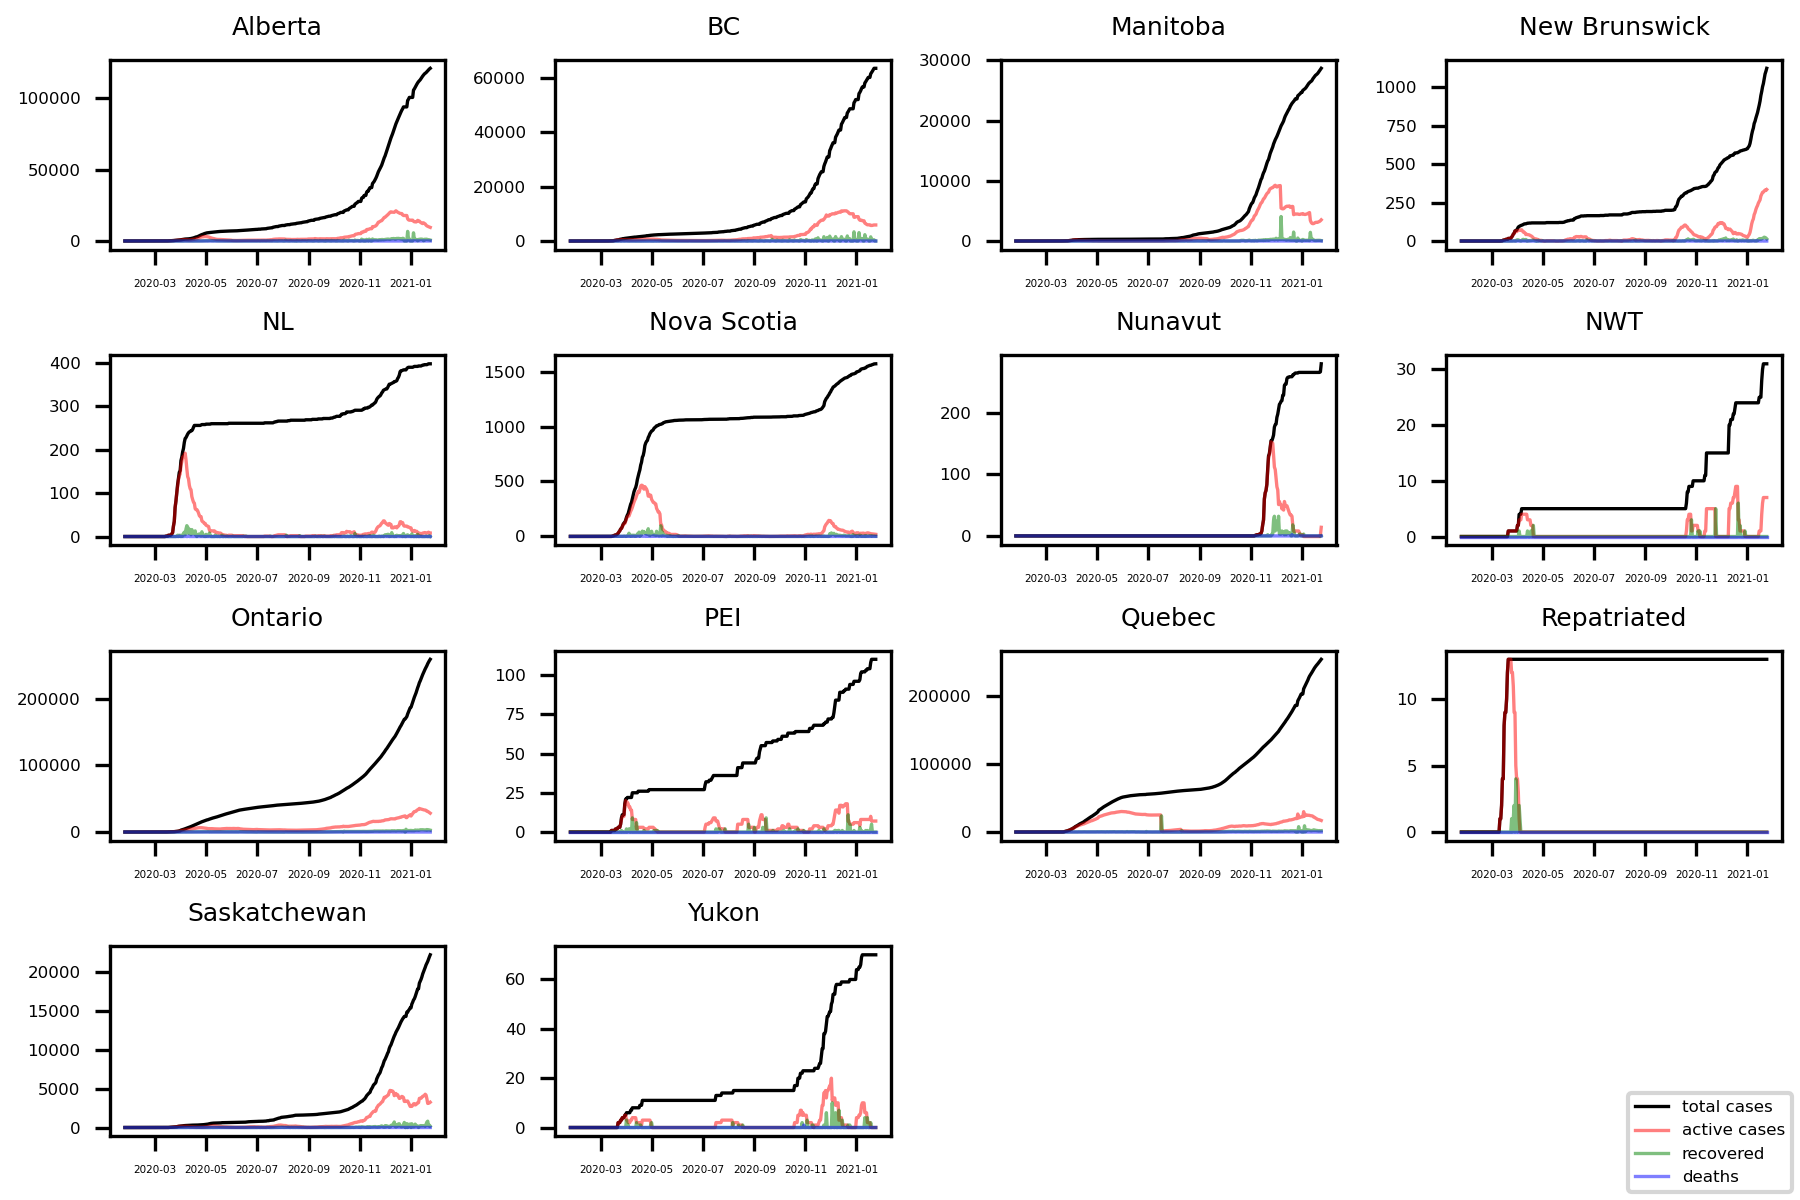 Alberta
BC
Manitoba
New Brunswick
100000
50000
0
2020-03 2020-05 2020-07 2020-09 2020-11 2021-01
60000
40000
20000
0
2020-03 2020-05 2020-07 2020-09 2020-11 2021-01
30000
20000
10000
0
2020-03 2020-05 2020-07 2020-09 2020-11 2021-01
1000
750
500
250
0
2020-03 2020-05 2020-07 2020-09 2020-11 2021-01
NL
Nova Scotia
Nunavut
NWT
400
300
200
100
0
2020-03 2020-05 2020-07 2020-09 2020-11 2021-01
1500
1000
500
0
2020-03 2020-05 2020-07 2020-09 2020-11 2021-01
200
100
0
2020-03 2020-05 2020-07 2020-09 2020-11 2021-01
30
20
10
0
2020-03 2020-05 2020-07 2020-09 2020-11 2021-01
Ontario
PEI
Quebec
Repatriated
200000
100000
0
2020-03 2020-05 2020-07 2020-09 2020-11 2021-01
100
75
50
25
0
2020-03 2020-05 2020-07 2020-09 2020-11 2021-01
200000
100000
0
2020-03 2020-05 2020-07 2020-09 2020-11 2021-01
10
5
0
2020-03 2020-05 2020-07 2020-09 2020-11 2021-01
Saskatchewan
Yukon
20000
15000
10000
5000
0
2020-03 2020-05 2020-07 2020-09 2020-11 2021-01
60
40
20
0
2020-03 2020-05 2020-07 2020-09 2020-11 2021-01
total cases
active cases
recovered
deaths